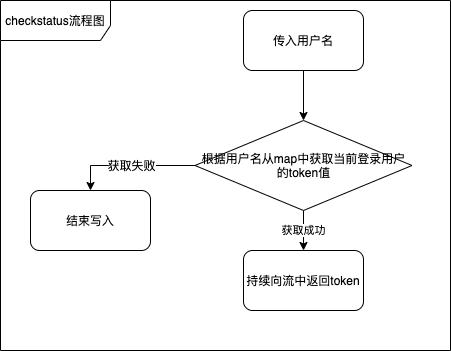 checkstatus流程图
传入用户名
根据用户名从map中获取当前登录用户
的token值
获取失败
结束写入
获取成功
持续向流中返回token